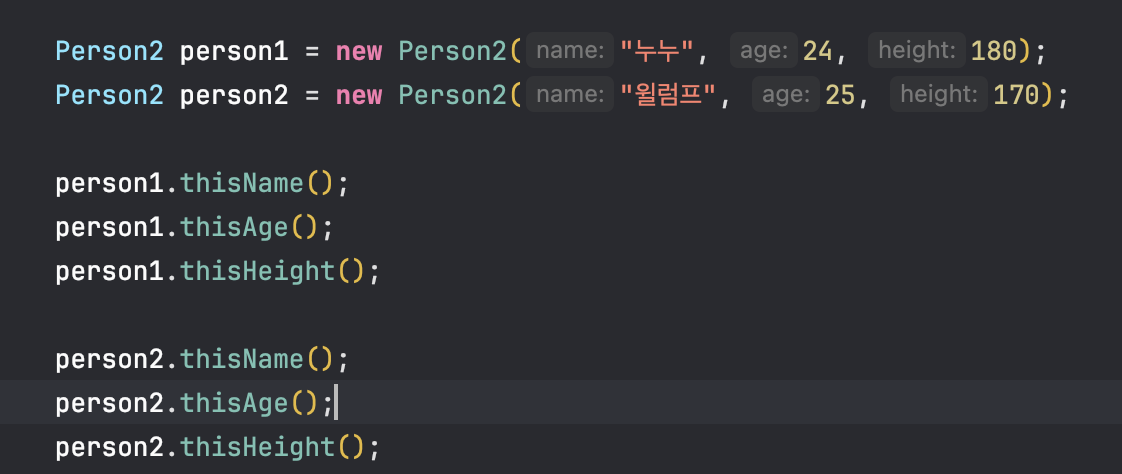 Person2 person1 = new Person2( name: "누누", age: 24, height: 180);
Person2 person2 = new Person2( name: "윌럼프", age: 25, height: 170);
person1.thisName();
person1.thisAge();
person1.thisHeight();
person2.thisName();
person2.thisAge();
person2.thisHeight();